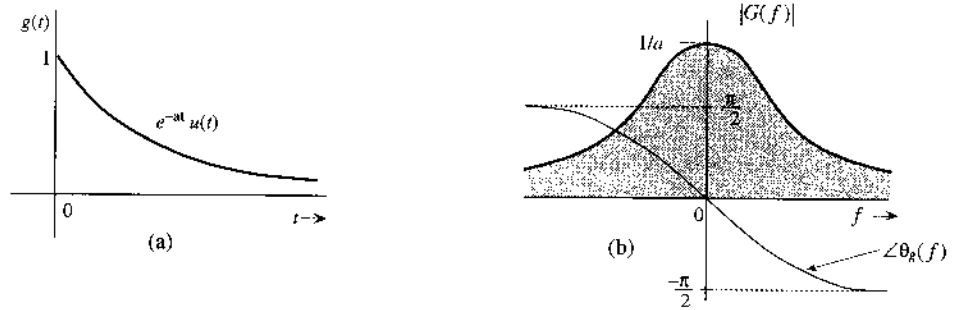 g(t)
1
e^{-at} u(t)
0
t→
(a)
|G(f)|
1/a
π/2
0
f →
(b)
∠θ_g(f)
-π/2